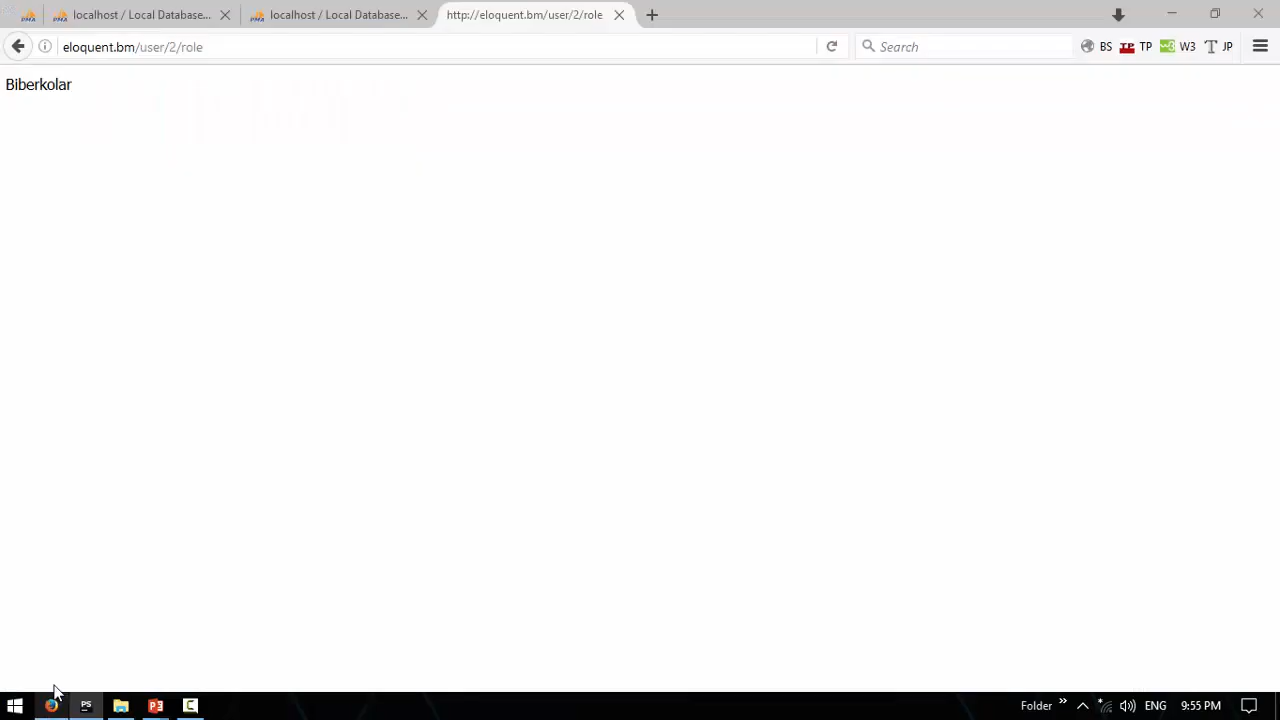 localhost / Local Database...
localhost / Local Database...
http://eloquent.bm/user/2/role
eloquent.bm/user/2/role
Search
BS
TP
W3
JP
Biberkolar
PS
Folder
ENG
9:55 PM